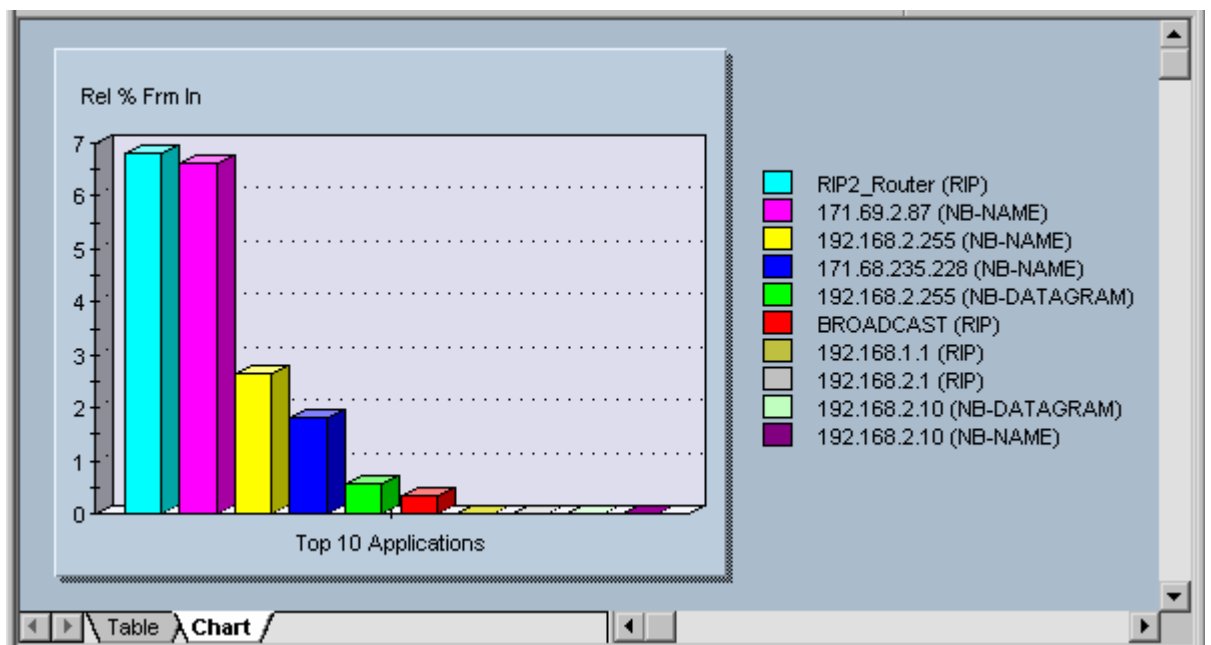 Rel % Frm In
7
6
5
4
3
2
1
0
Top 10 Applications
RIP2_Router (RIP)
171.69.2.87 (NB-NAME)
192.168.2.255 (NB-NAME)
171.68.235.228 (NB-NAME)
192.168.2.255 (NB-DATAGRAM)
BROADCAST (RIP)
192.168.1.1 (RIP)
192.168.2.1 (RIP)
192.168.2.10 (NB-DATAGRAM)
192.168.2.10 (NB-NAME)
Table Chart